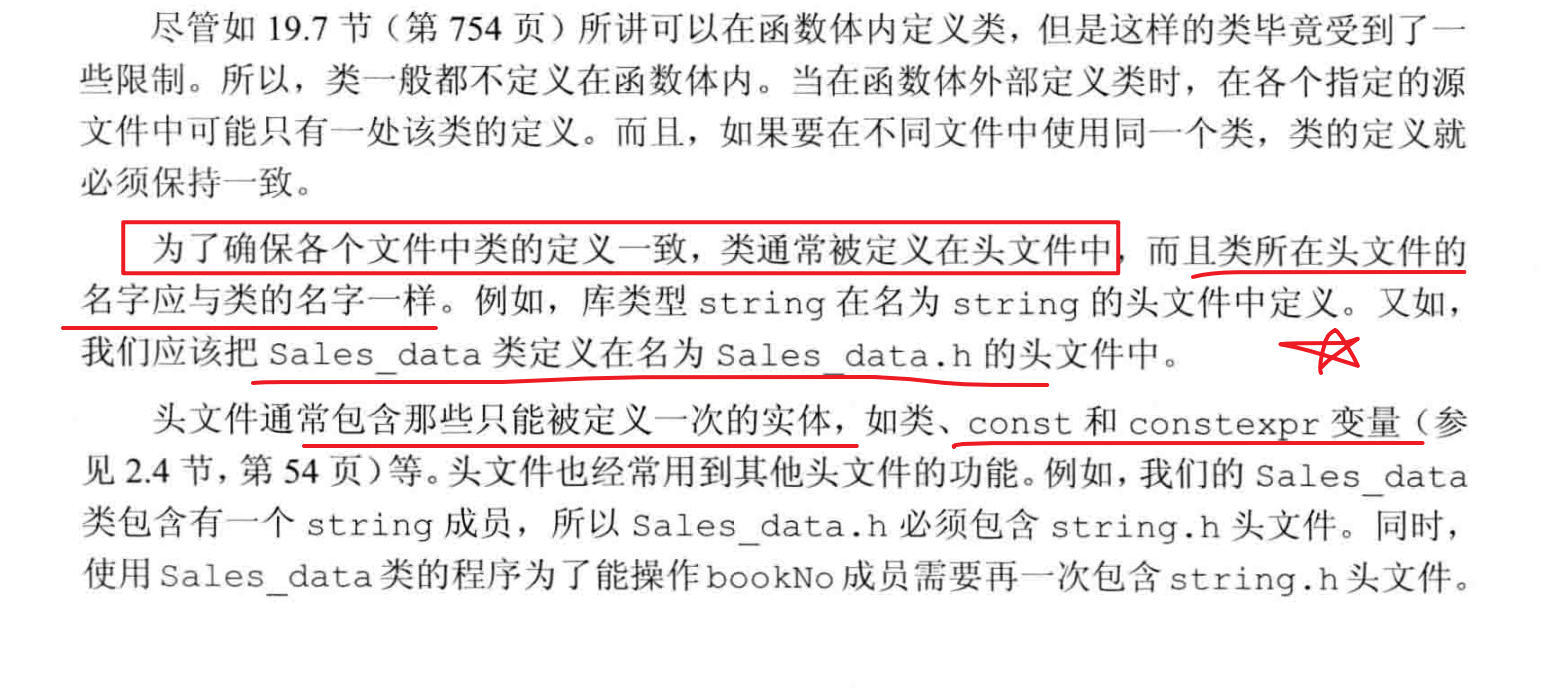 尽管如 19.7 节（第 754 页）所讲可以在函数体内定义类，但是这样的类毕竟受到了一
些限制。所以，类一般都不定义在函数体内。当在函数体外部定义类时，在各个指定的源
文件中可能只有一处该类的定义。而且，如果要在不同文件中使用同一个类，类的定义就
必须保持一致。
为了确保各个文件中类的定义一致，类通常被定义在头文件中，而且类所在头文件的
名字应与类的名字一样。例如，库类型 string 在名为 string 的头文件中定义。又如，
我们应该把 Sales_data 类定义在名为 Sales_data.h 的头文件中。
头文件通常包含那些只能被定义一次的实体，如类、const 和 constexpr 变量（参
见 2.4 节，第 54 页）等。头文件也经常用到其他头文件的功能。例如，我们的 Sales_data
类包含有一个 string 成员，所以 Sales_data.h 必须包含 string.h 头文件。同时，
使用 Sales_data 类的程序为了能操作 bookNo 成员需要再一次包含 string.h 头文件。